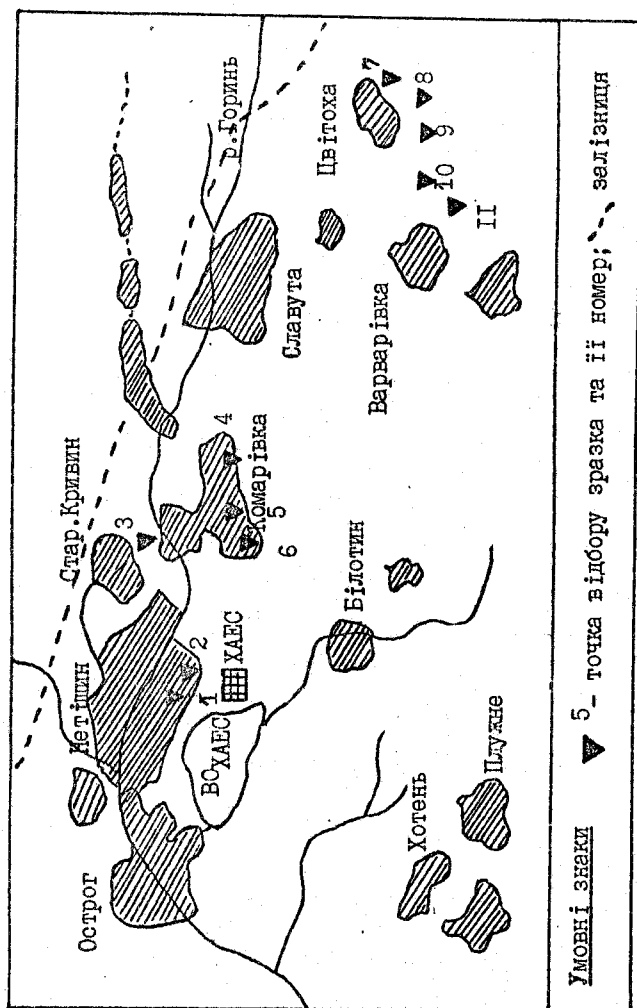 р.Горинь
Стар.Кривин
Нетішин
Острог
Славута
Цвітоха
Комарівка
Варварівка
Білотин
ХАЕС
ВО ХАЕС
Хотень
Плужне
1
2
3
4
5
6
7
8
9
10
II
Умовні знаки
5 – точка відбору зразка та її номер; залізниця